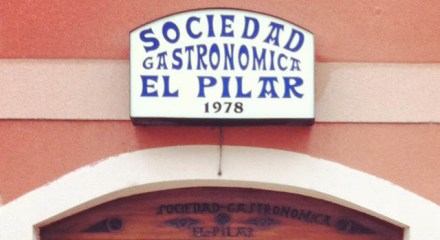 SOCIEDAD
GASTRONOMICA
EL PILAR
1978
SOCIEDAD-GASTRONOMICA
EL-PILAR